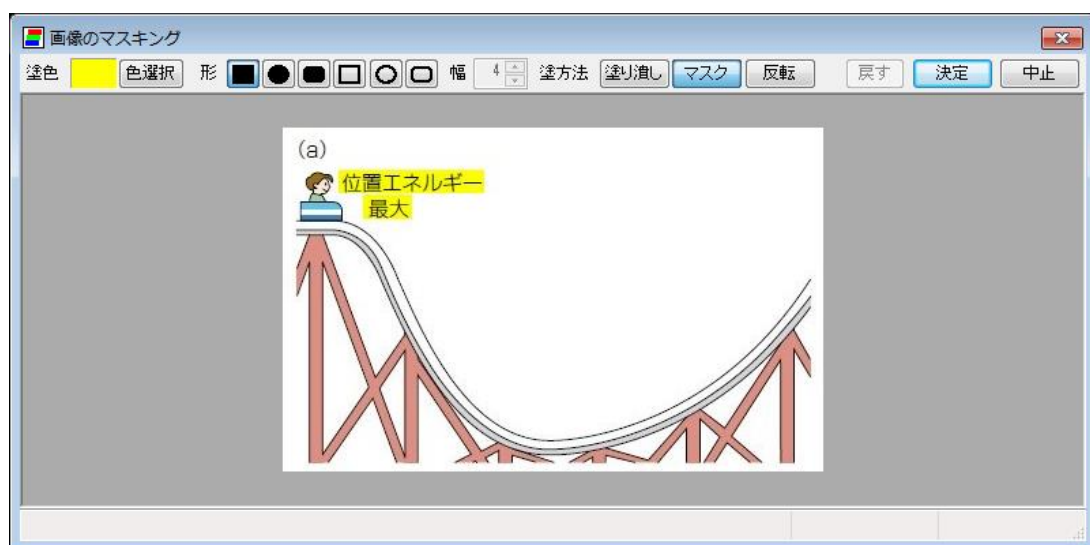 画像のマスキング
塗色 色選択 形 幅 4 塗方法 塗り潰し マスク 反転 戻す 決定 中止
(a)
位置エネルギー
最大